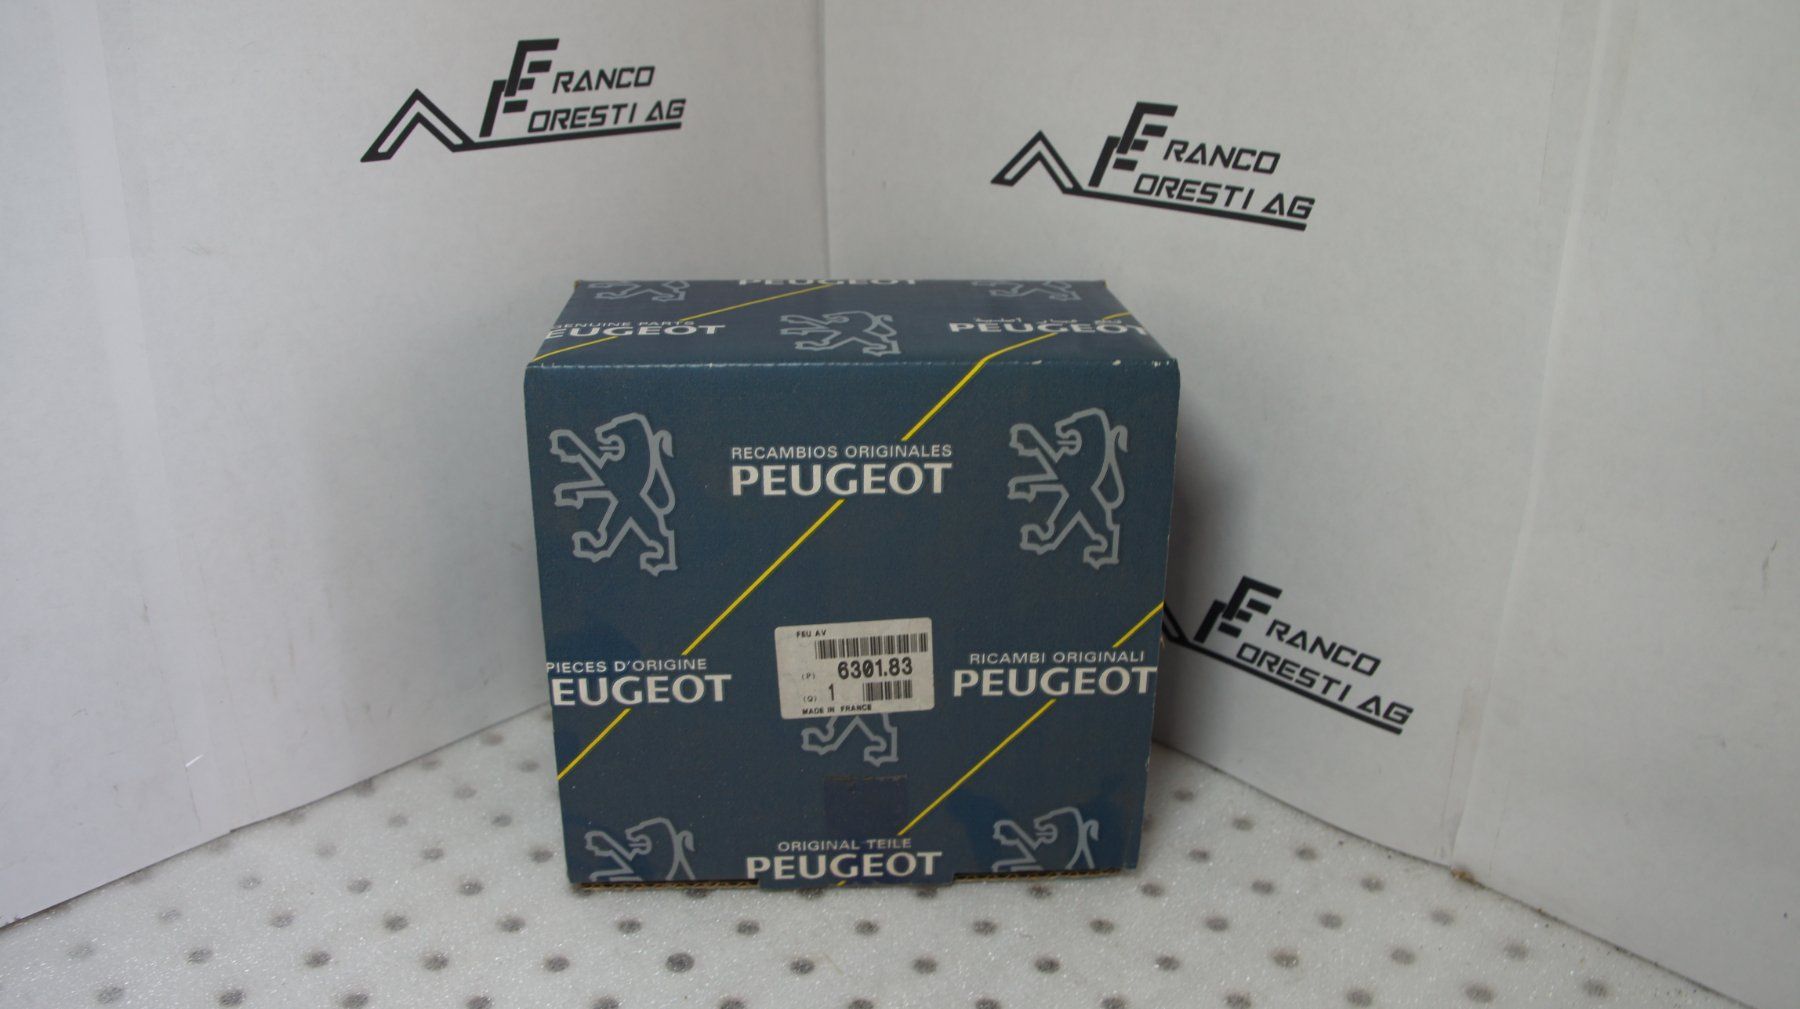 FRANCO
FORESTI AG
FRANCO
FORESTI AG
PEUGEOT
GENUINE PARTS
EUGEOT
PEUGEOT
RECAMBIOS ORIGINALES
PEUGEOT
FEU AV
(P) 6301.83
(Q) 1
MADE IN FRANCE
PIECES D'ORIGINE
EUGEOT
RICAMBI ORIGINALI
PEUGEOT
ORIGINAL TEILE
PEUGEOT
FRANCO
FORESTI AG